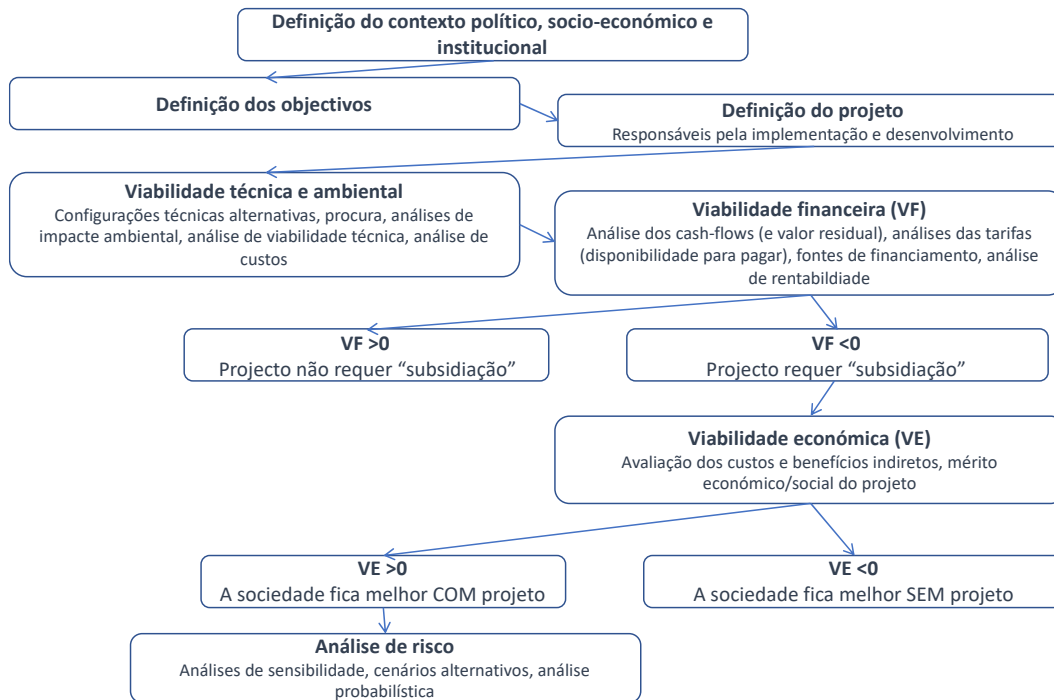 Definição do contexto político, socio-económico e
institucional
Definição dos objectivos
Definição do projeto
Responsáveis pela implementação e desenvolvimento
Viabilidade técnica e ambiental
Configurações técnicas alternativas, procura, análises de
impacte ambiental, análise de viabilidade técnica, análise de
custos
Viabilidade financeira (VF)
Análise dos cash-flows (e valor residual), análises das tarifas
(disponibilidade para pagar), fontes de financiamento, análise
de rentabildiade
VF >0
Projecto não requer “subsidiação”
VF <0
Projecto requer “subsidiação”
Viabilidade económica (VE)
Avaliação dos custos e benefícios indiretos, mérito
económico/social do projeto
VE >0
A sociedade fica melhor COM projeto
VE <0
A sociedade fica melhor SEM projeto
Análise de risco
Análises de sensibilidade, cenários alternativos, análise
probabilística